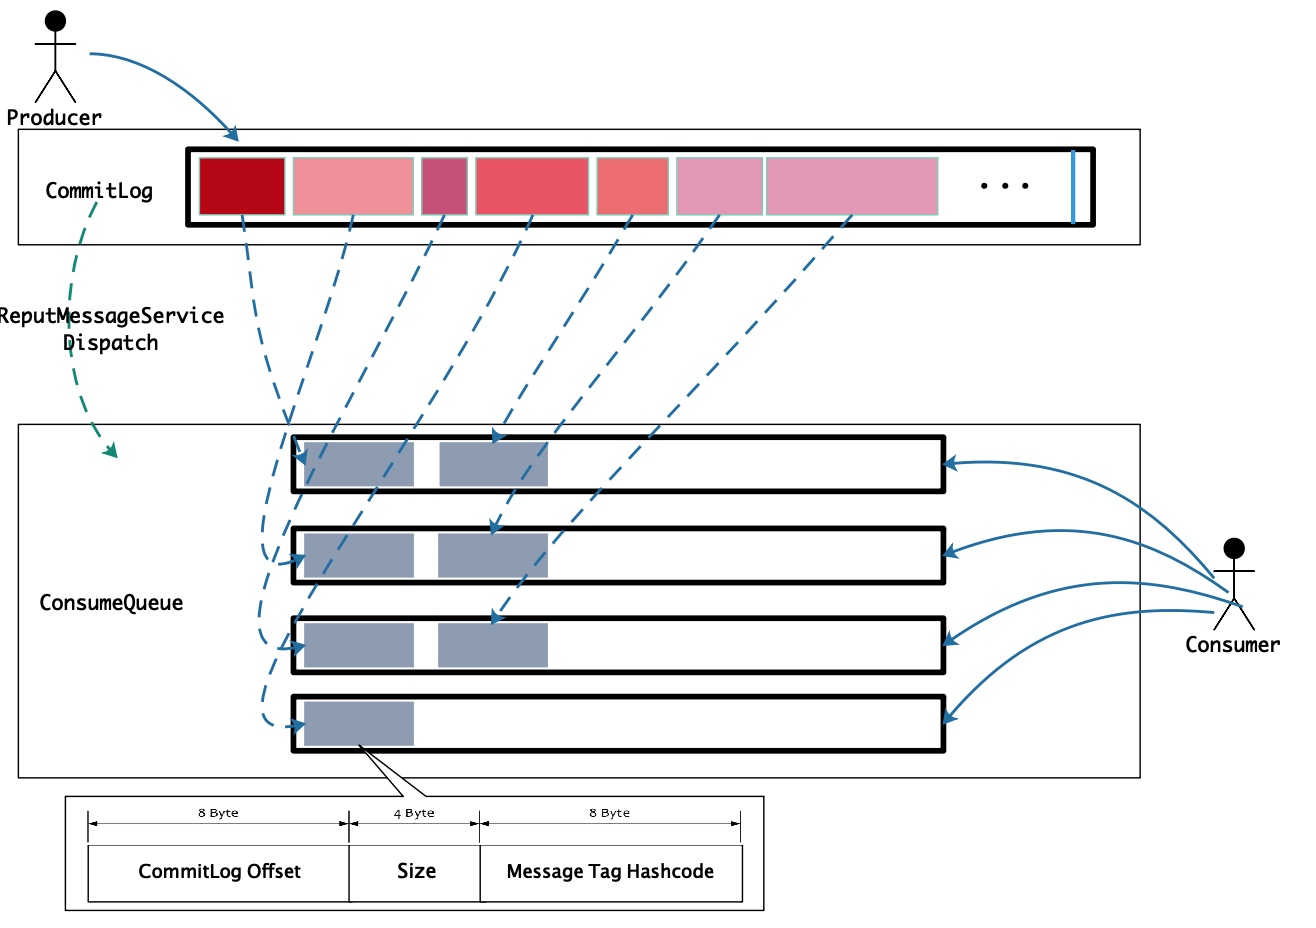 Producer
CommitLog
ReputMessageService
Dispatch
ConsumeQueue
Consumer
8 Byte
4 Byte
8 Byte
CommitLog Offset
Size
Message Tag Hashcode